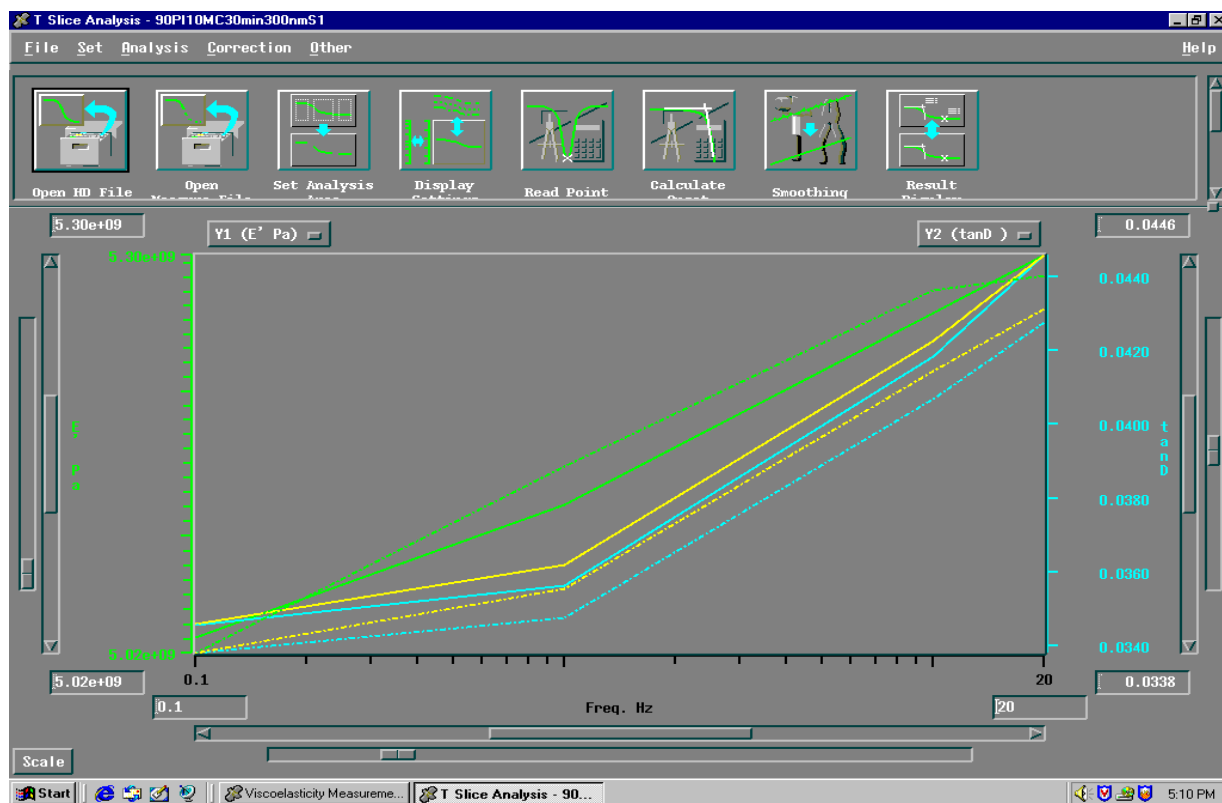 T Slice Analysis - 90PI10MC30min300nmS1
File Set Analysis Correction Other Help
Open HD File
Open
Set Analysis
Display
Read Point
Calculate
Smoothing
Result
5.30e+09
Y1 (E' Pa)
Y2 (tanD )
0.0446
5.30e+09
0.0440
0.0420
0.0400
0.0380
0.0360
0.0340
E' Pa
tanD
5.02e+09
5.02e+09
0.1
20
0.0338
0.1
Freq. Hz
20
Scale
Start
Viscoelasticity Measureme...
T Slice Analysis - 90...
5:10 PM